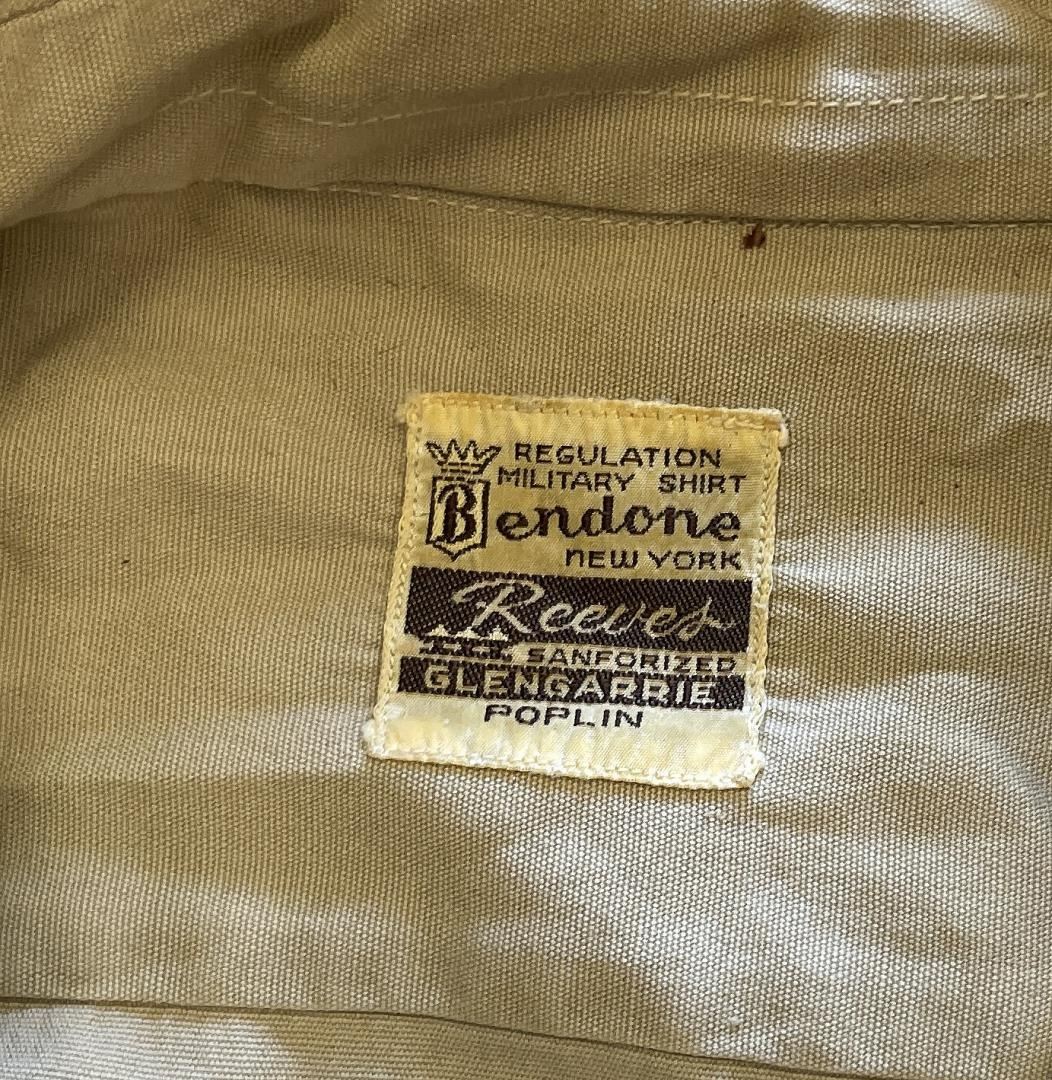 REGULATION
MILITARY SHIRT
Bendone
NEW YORK
Reeves
SANFORIZED
GLENGARRIE
POPLIN